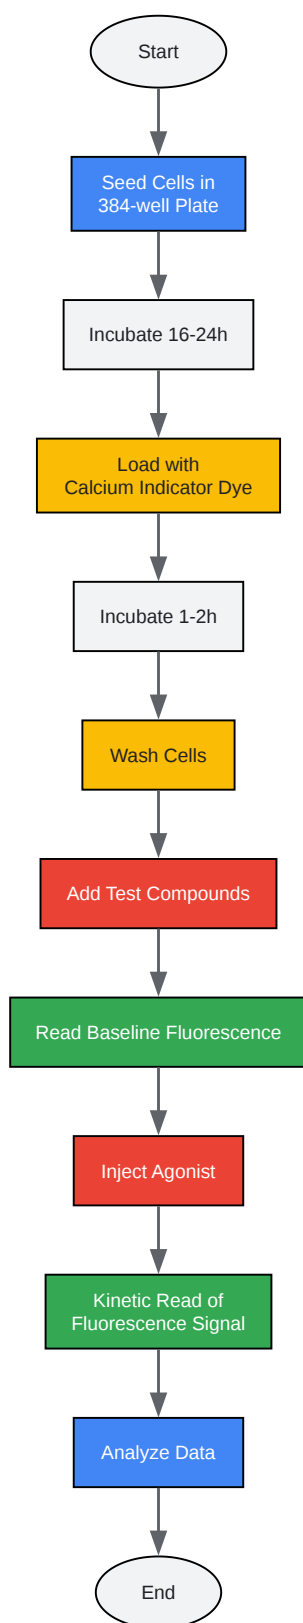 Start
Seed Cells in
384-well Plate
Incubate 16-24h
Load with
Calcium Indicator Dye
Incubate 1-2h
Wash Cells
Add Test Compounds
Read Baseline Fluorescence
Inject Agonist
Kinetic Read of
Fluorescence Signal
Analyze Data
End